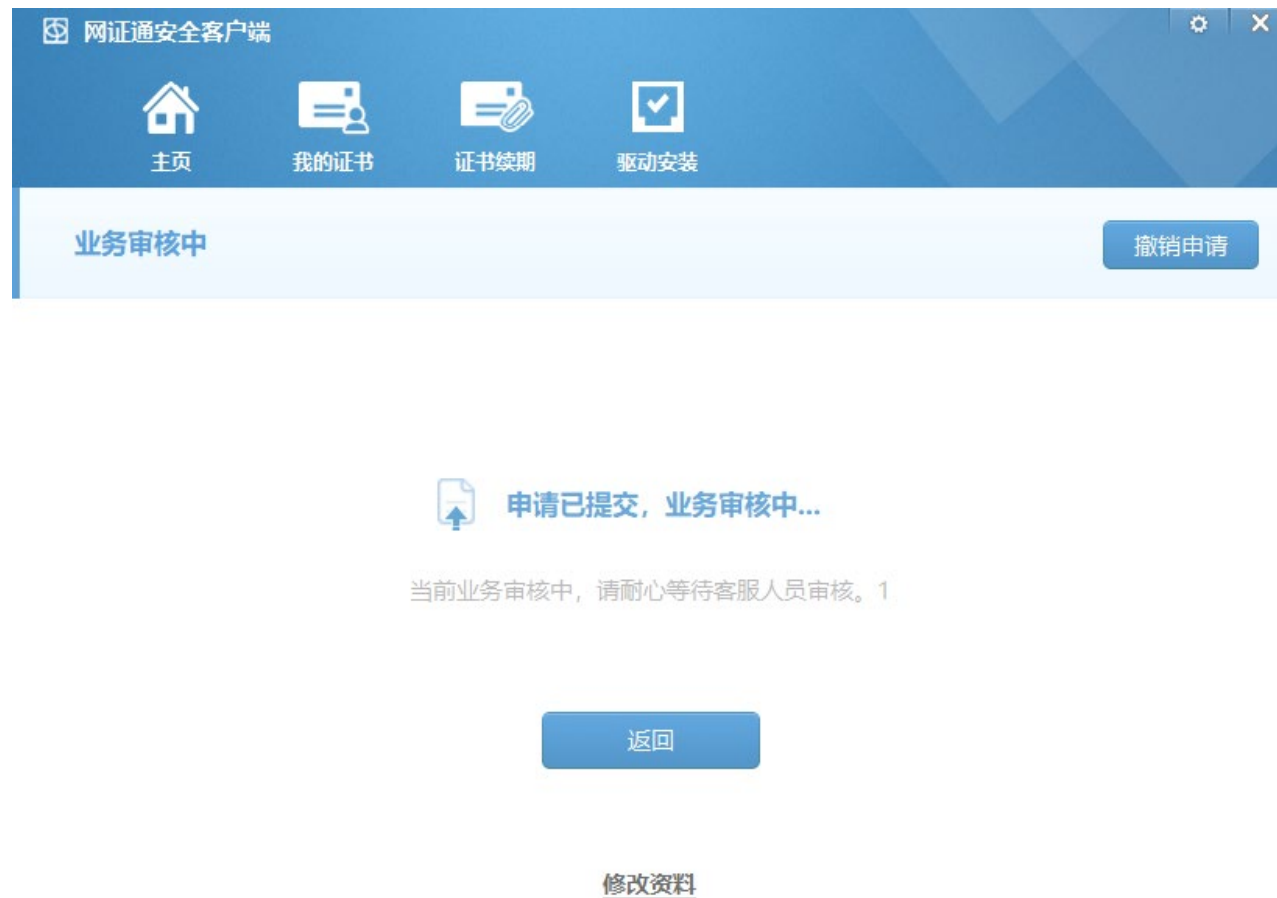 网证通安全客户端
主页 我的证书 证书续期 驱动安装
业务审核中 撤销申请
申请已提交，业务审核中...
当前业务审核中，请耐心等待客服人员审核。1
返回
修改资料